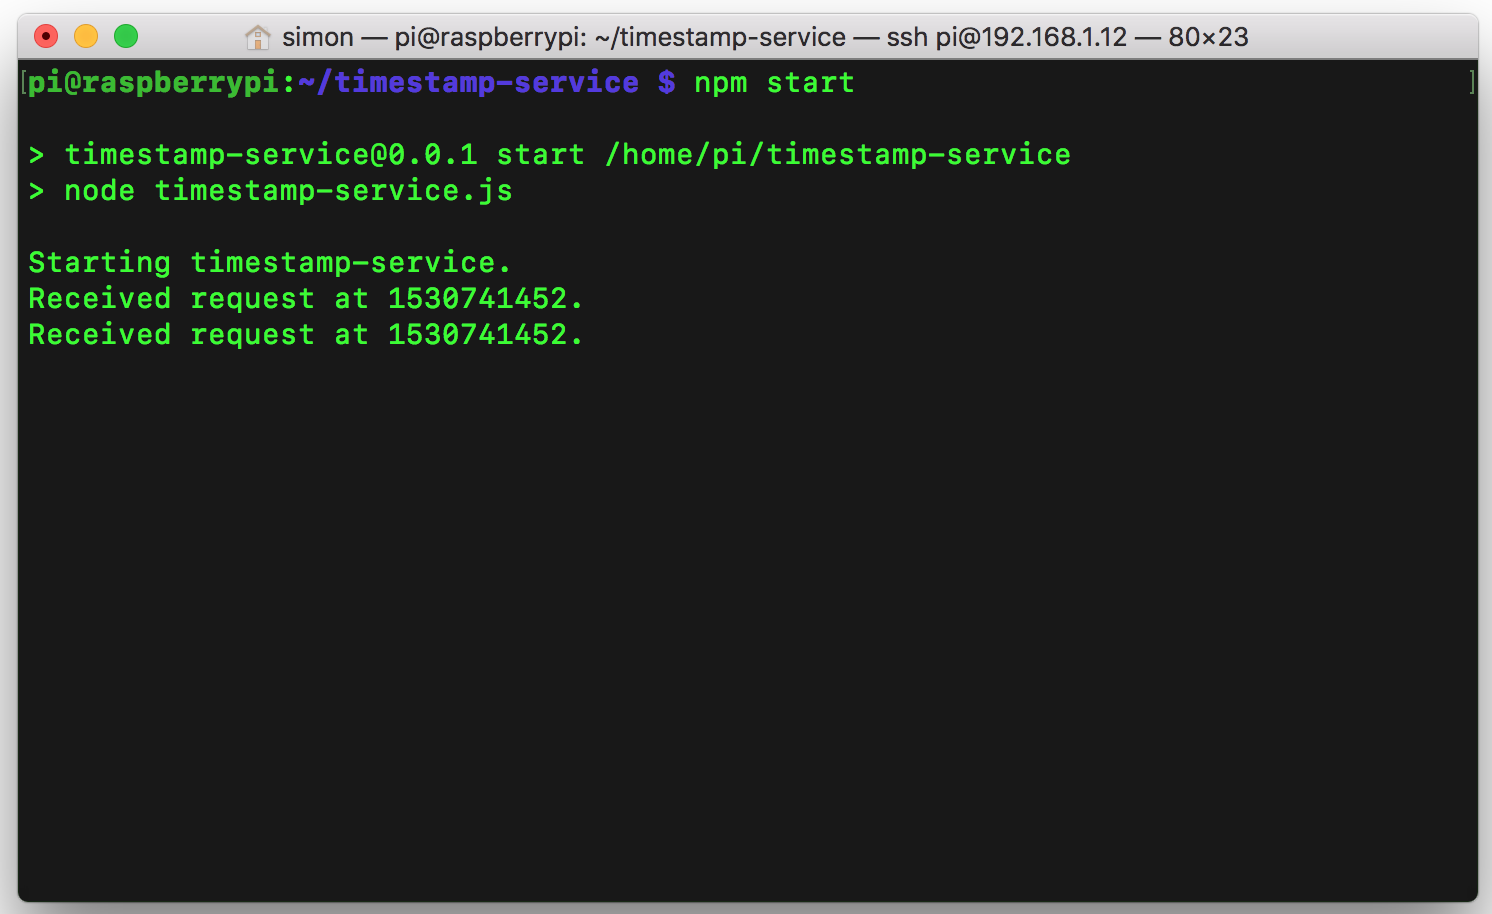 simon — pi@raspberrypi: ~/timestamp-service — ssh pi@192.168.1.12 — 80×23
[pi@raspberrypi:~/timestamp-service $ npm start ]
> timestamp-service@0.0.1 start /home/pi/timestamp-service
> node timestamp-service.js
Starting timestamp-service.
Received request at 1530741452.
Received request at 1530741452.